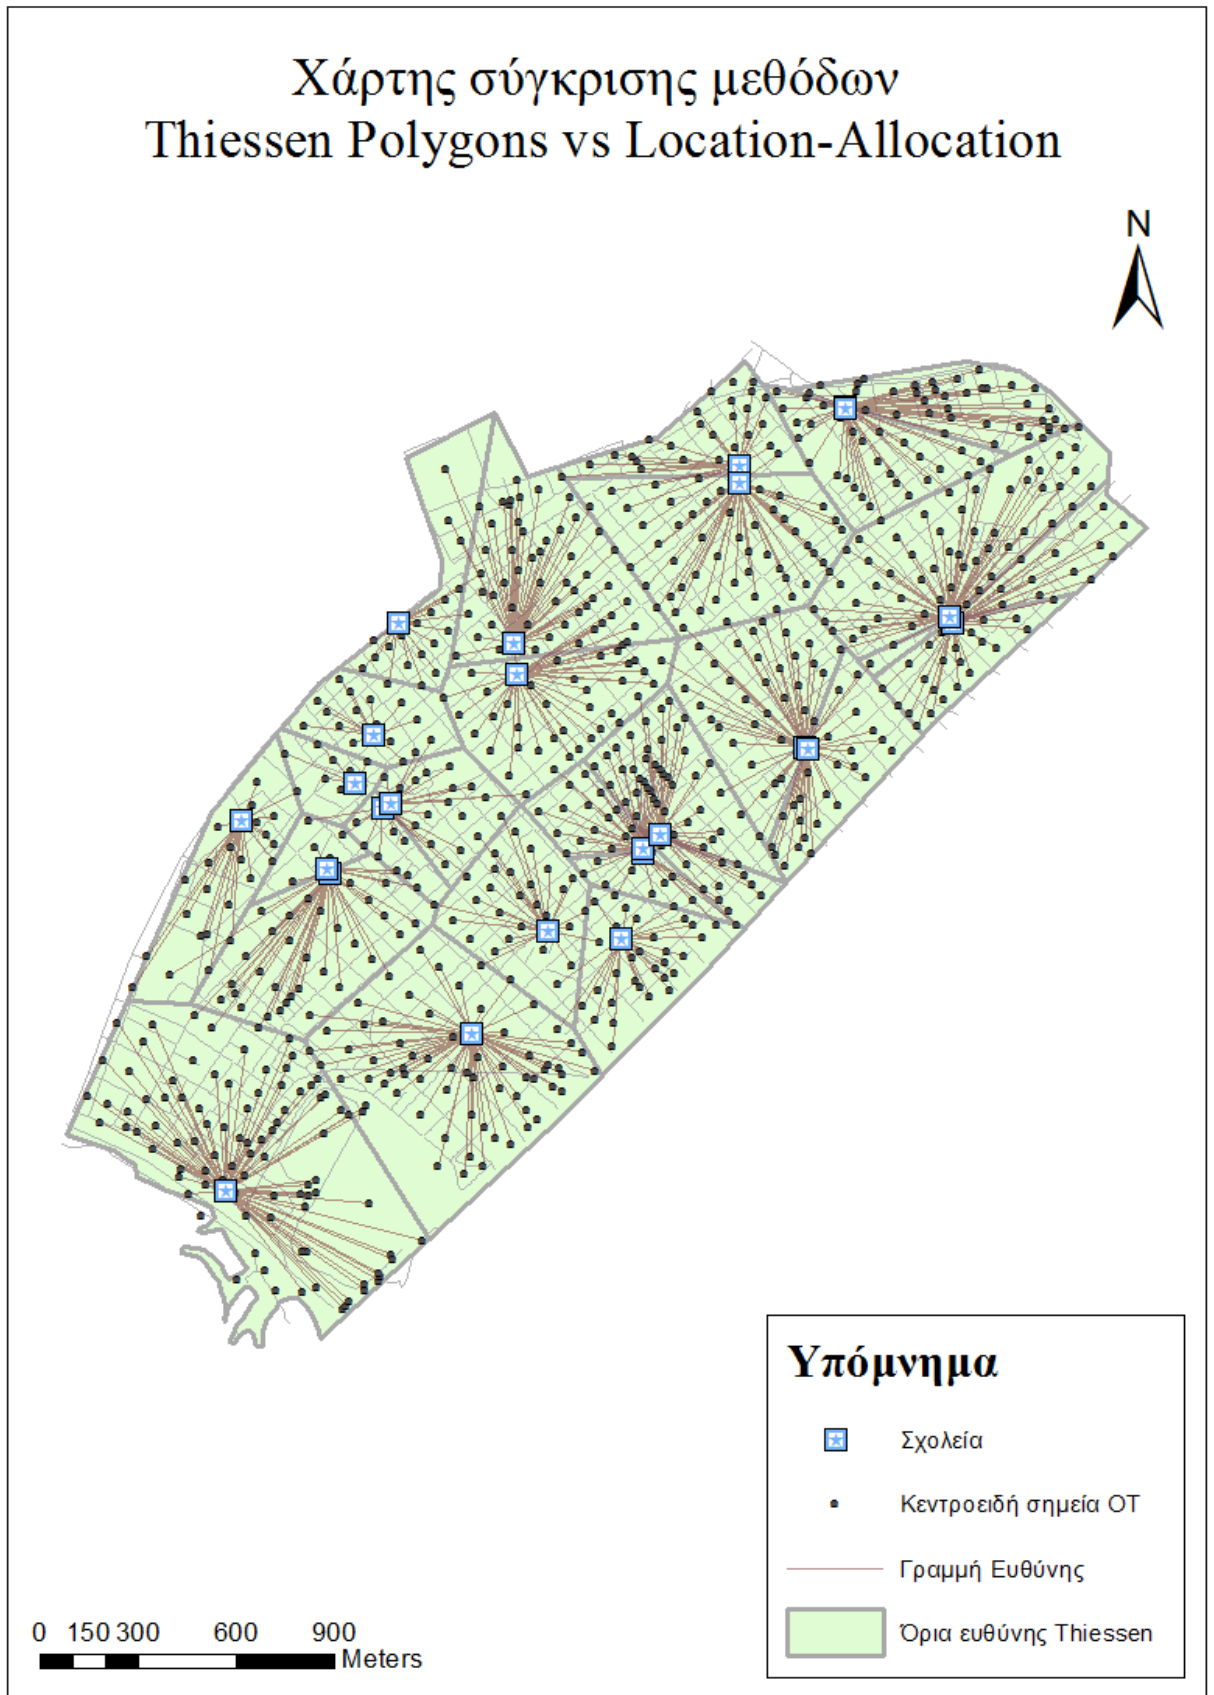 Χάρτης σύγκρισης μεθόδων
Thiessen Polygons vs Location-Allocation
N
Υπόμνημα
Σχολεία
Κεντροειδή σημεία ΟΤ
Γραμμή Ευθύνης
Όρια ευθύνης Thiessen
0 150 300 600 900
Meters